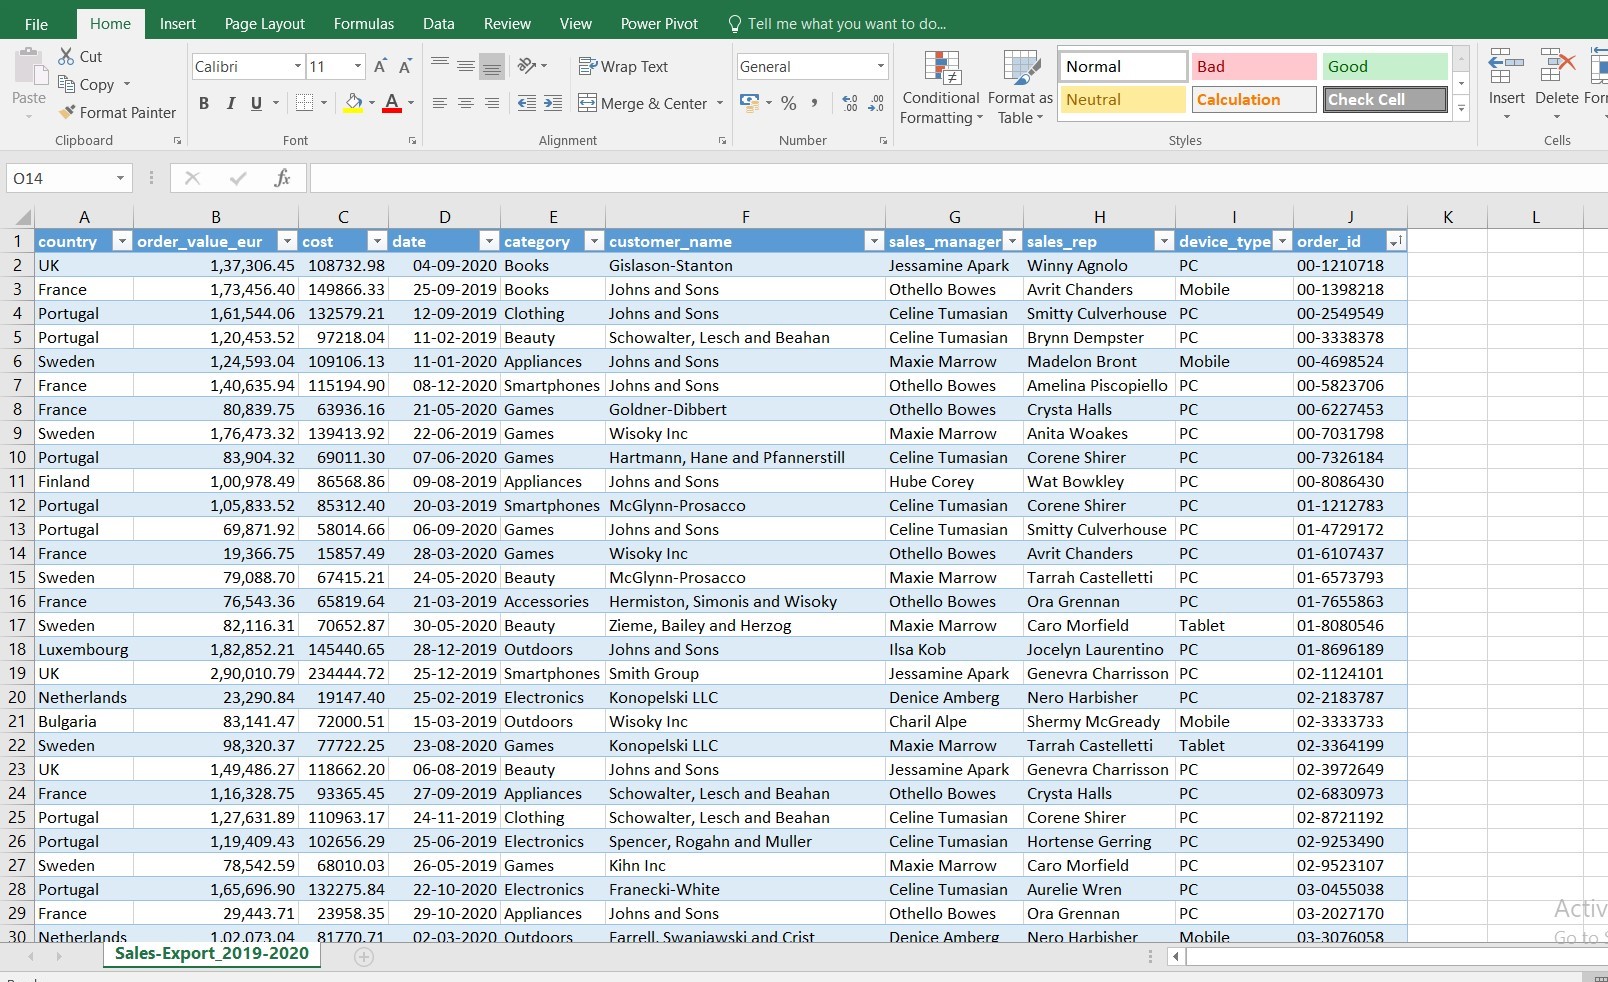 File Home Insert Page Layout Formulas Data Review View Power Pivot Tell me what you want to do...
Paste Cut Copy Format Painter Clipboard
Calibri 11 A A B I U A Font
Wrap Text Merge & Center Alignment
General % , .00 .00 Number
Conditional Formatting Format as Table
Normal Bad Good
Neutral Calculation Check Cell
Styles
Insert Delete
Cells
O14 fx
A B C D E F G H I J K L
1 country order_value_eur cost date category customer_name sales_manager sales_rep device_type order_id
2 UK 1,37,306.45 108732.98 04-09-2020 Books Gislason-Stanton Jessamine Apark Winny Agnolo PC 00-1210718
3 France 1,73,456.40 149866.33 25-09-2019 Books Johns and Sons Othello Bowes Avrit Chanders Mobile 00-1398218
4 Portugal 1,61,544.06 132579.21 12-09-2019 Clothing Johns and Sons Celine Tumasian Smitty Culverhouse PC 00-2549549
5 Portugal 1,20,453.52 97218.04 11-02-2019 Beauty Schowalter, Lesch and Beahan Celine Tumasian Brynn Dempster PC 00-3338378
6 Sweden 1,24,593.04 109106.13 11-01-2020 Appliances Johns and Sons Maxie Marrow Madelon Bront Mobile 00-4698524
7 France 1,40,635.94 115194.90 08-12-2020 Smartphones Johns and Sons Othello Bowes Amelina Piscopiello PC 00-5823706
8 France 80,839.75 63936.16 21-05-2020 Games Goldner-Dibbert Othello Bowes Crysta Halls PC 00-6227453
9 Sweden 1,76,473.32 139413.92 22-06-2019 Games Wisoky Inc Maxie Marrow Anita Woakes PC 00-7031798
10 Portugal 83,904.32 69011.30 07-06-2020 Games Hartmann, Hane and Pfannerstill Celine Tumasian Corene Shirer PC 00-7326184
11 Finland 1,00,978.49 86568.86 09-08-2019 Appliances Johns and Sons Hube Corey Wat Bowkley PC 00-8086430
12 Portugal 1,05,833.52 85312.40 20-03-2019 Smartphones McGlynn-Prosacco Celine Tumasian Corene Shirer PC 01-1212783
13 Portugal 69,871.92 58014.66 06-09-2019 Games Johns and Sons Celine Tumasian Smitty Culverhouse PC 01-4729172
14 France 19,366.75 15857.49 28-03-2020 Games Wisoky Inc Othello Bowes Avrit Chanders PC 01-6107437
15 Sweden 79,088.70 67415.21 24-05-2020 Beauty McGlynn-Prosacco Maxie Marrow Tarrah Castelletti PC 01-6573793
16 France 76,543.36 65819.64 21-03-2019 Accessories Hermiston, Simonis and Wisoky Othello Bowes Ora Grennan PC 01-7655863
17 Sweden 82,116.31 70652.87 30-05-2020 Beauty Zieme, Bailey and Herzog Maxie Marrow Caro Morfield Tablet 01-8080546
18 Luxembourg 1,82,852.21 145440.65 28-12-2019 Outdoors Johns and Sons Ilsa Kob Jocelyn Laurentino PC 01-8696189
19 UK 2,90,010.79 234444.72 25-12-2019 Smartphones Smith Group Jessamine Apark Genevra Charrisson PC 02-1124101
20 Netherlands 23,290.84 19147.40 25-02-2019 Electronics Konopelski LLC Denice Amberg Nero Harbisher PC 02-2183787
21 Bulgaria 83,141.47 72000.51 15-03-2019 Outdoors Wisoky Inc Charil Alpe Shermy McGready Mobile 02-3333733
22 Sweden 98,320.37 77722.25 23-08-2020 Games Konopelski LLC Maxie Marrow Tarrah Castelletti Tablet 02-3364199
23 UK 1,49,486.27 118662.20 06-08-2019 Beauty Johns and Sons Jessamine Apark Genevra Charrisson PC 02-3972649
24 France 1,16,328.75 93365.45 27-09-2019 Appliances Schowalter, Lesch and Beahan Othello Bowes Crysta Halls PC 02-6830973
25 Portugal 1,27,631.89 110963.17 24-11-2019 Clothing Schowalter, Lesch and Beahan Celine Tumasian Corene Shirer PC 02-8721192
26 Portugal 1,19,409.43 102656.29 25-06-2019 Electronics Spencer, Rogahn and Muller Celine Tumasian Hortense Gerring PC 02-9253490
27 Sweden 78,542.59 68010.03 26-05-2019 Games Kihn Inc Maxie Marrow Caro Morfield PC 02-9523107
28 Portugal 1,65,696.90 132275.84 22-10-2020 Electronics Franecki-White Celine Tumasian Aurelie Wren PC 03-0455038
29 France 29,443.71 23958.35 29-10-2020 Appliances Johns and Sons Othello Bowes Ora Grennan PC 03-2027170
30 Netherlands 1,02,073.04 81770.71 02-03-2020 Outdoors Farrell, Swaniawski and Crist Denice Amberg Nero Harbisher Mobile 03-3076058
Activ
Go to S
Sales-Export_2019-2020